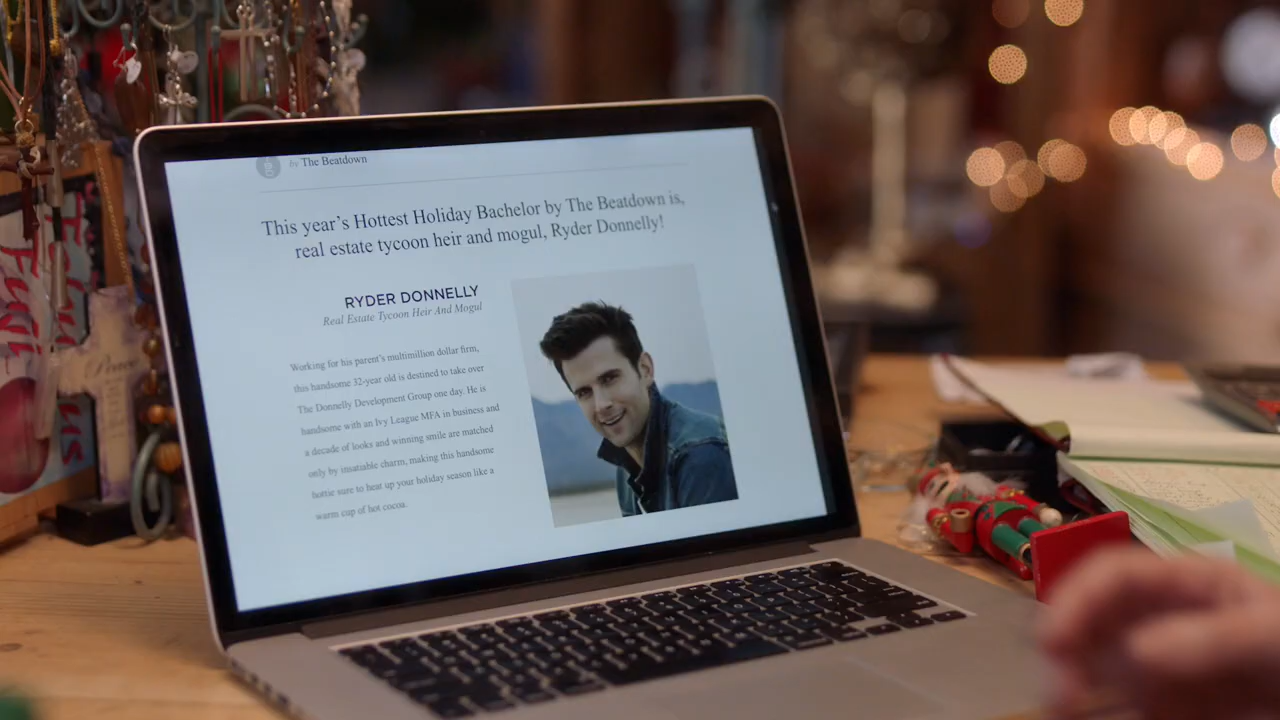 by The Beatdown
This year's Hottest Holiday Bachelor by The Beatdown is,
real estate tycoon heir and mogul, Ryder Donnelly!
RYDER DONNELLY
Real Estate Tycoon Heir And Mogul
Working for his parent's multimillion dollar firm,
this handsome 32-year old is destined to take over
The Donnelly Development Group one day. He is
handsome with an Ivy League MFA in business and
a decade of looks and winning smile are matched
only by insatiable charm, making this handsome
hottie sure to heat up your holiday season like a
warm cup of hot cocoa.
Peace